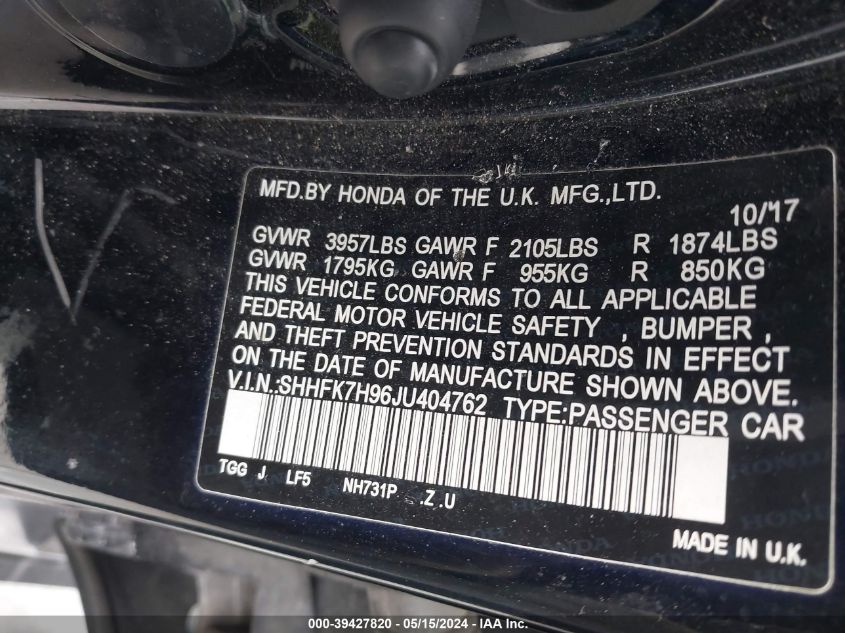 MFD.BY HONDA OF THE U.K. MFG.,LTD.
10/17
GVWR 3957LBS GAWR F 2105LBS R 1874LBS
GVWR 1795KG GAWR F 955KG R 850KG
THIS VEHICLE CONFORMS TO ALL APPLICABLE
FEDERAL MOTOR VEHICLE SAFETY , BUMPER ,
AND THEFT PREVENTION STANDARDS IN EFFECT
ON THE DATE OF MANUFACTURE SHOWN ABOVE.
V.I.N.:SHHFK7H96JU404762 TYPE:PASSENGER CAR
TGG J LF5 NH731P .Z .U
MADE IN U.K.
HONDA
000-39427820 - 05/15/2024 - IAA Inc.